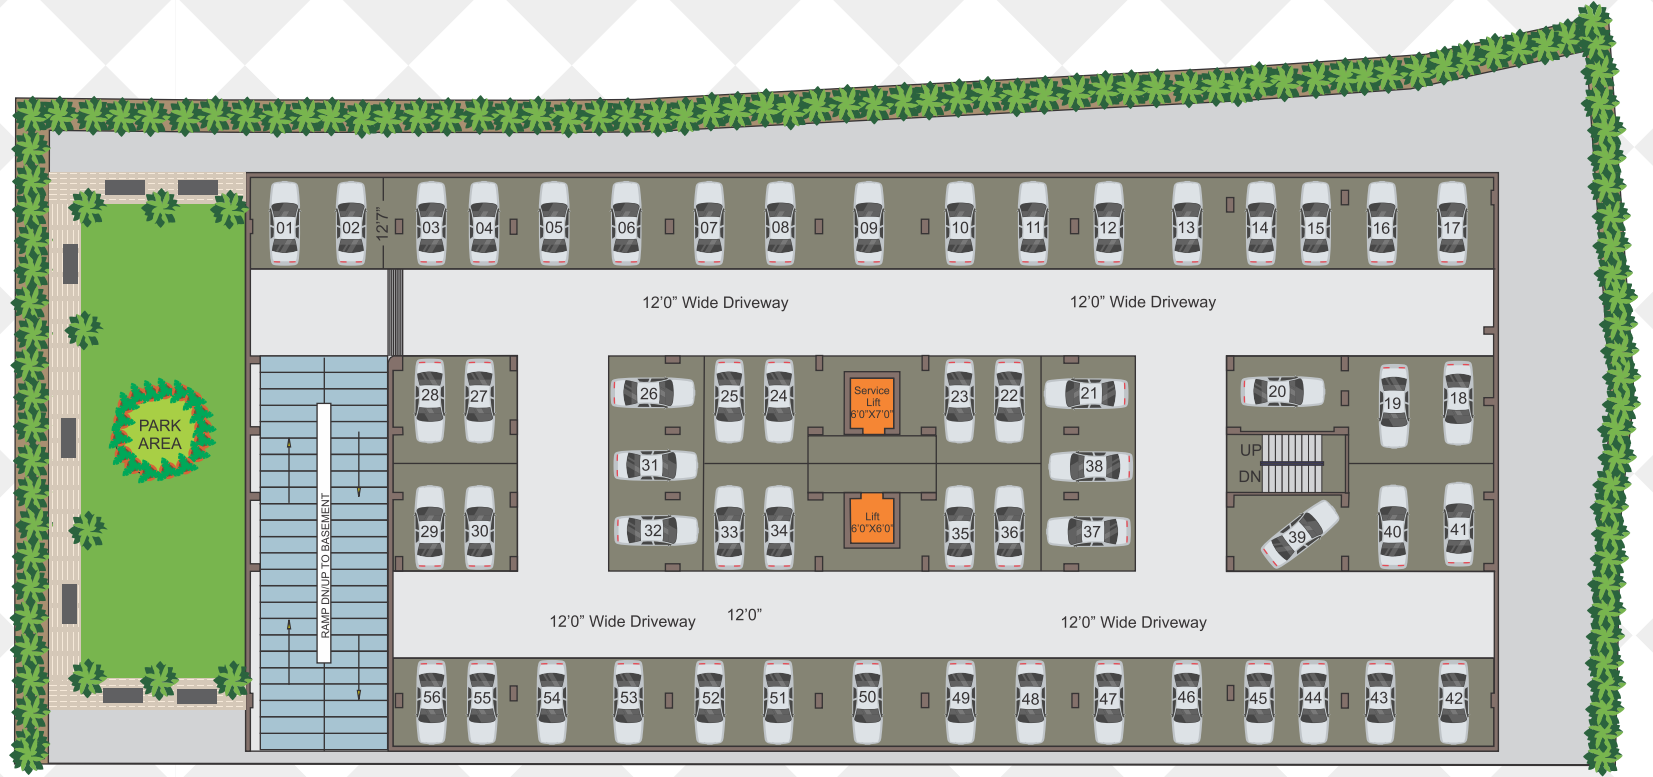 01 02 12'7" 03 04 05 06 07 08 09 10 11 12 13 14 15 16 17
12'0" Wide Driveway 12'0" Wide Driveway
28 27 26 25 24 Service
Lift
6'0"X7'0" 23 22 21 20 19 18
PARK
AREA
UP
DN
31 38
RAMP DN/UP TO BASEMENT
29 30 32 33 34 Lift
6'0"X6'0" 35 36 37 39 40 41
12'0" Wide Driveway 12'0" 12'0" Wide Driveway
56 55 54 53 52 51 50 49 48 47 46 45 44 43 42